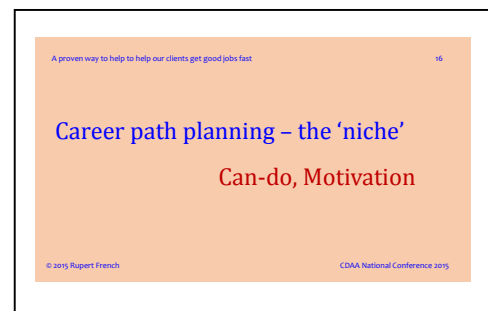 A proven way to help to help our clients get good jobs fast 16
Career path planning – the ‘niche’
Can-do, Motivation
© 2015 Rupert French CDAA National Conference 2015